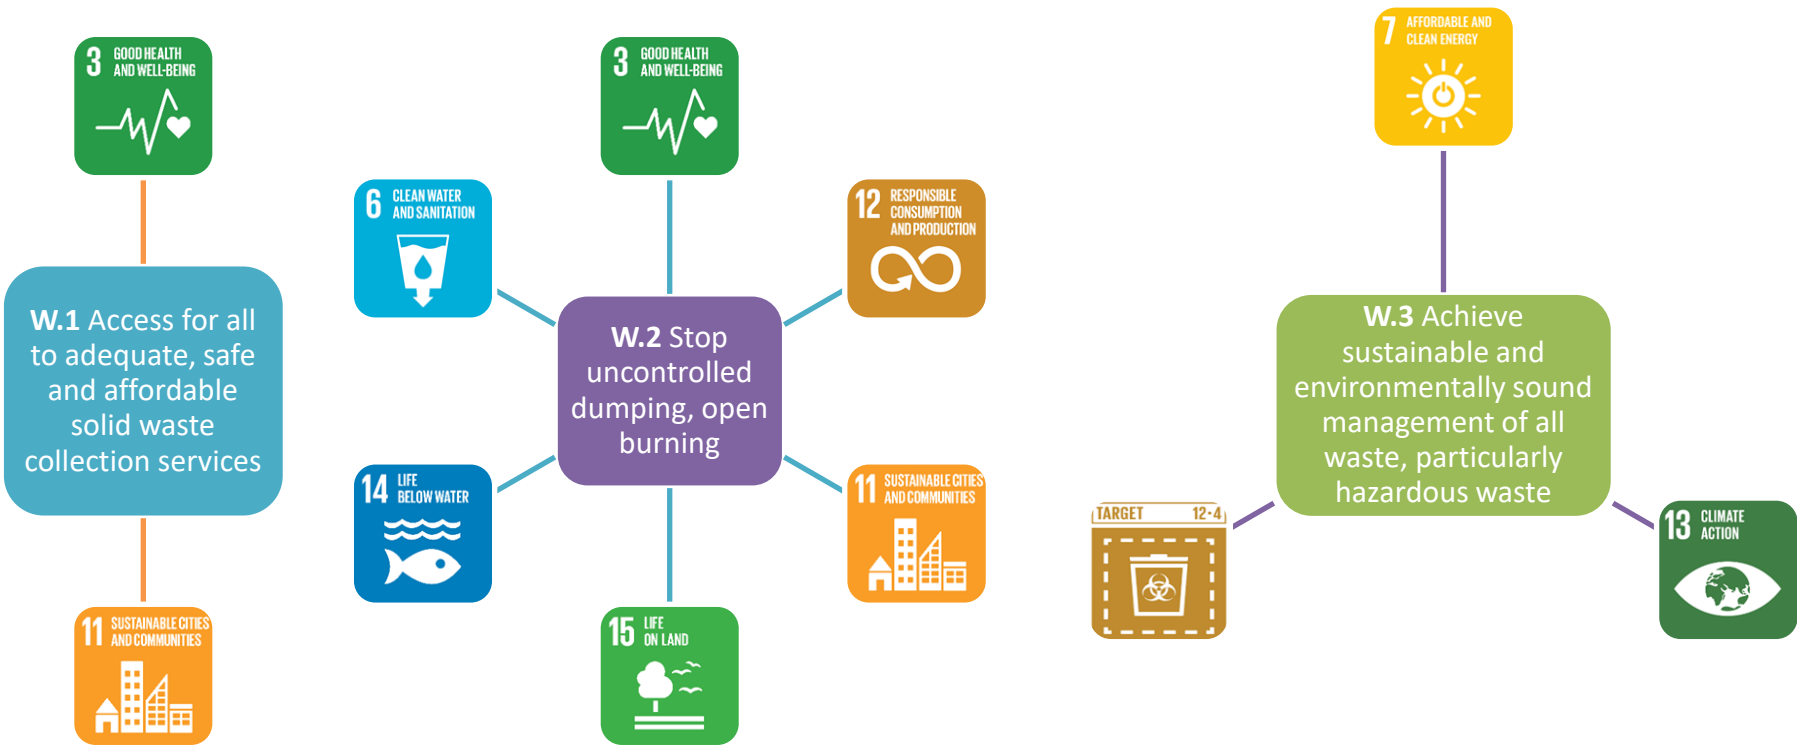 3 GOOD HEALTH
AND WELL-BEING
W.1 Access for all
to adequate, safe
and affordable
solid waste
collection services
11 SUSTAINABLE CITIES
AND COMMUNITIES
3 GOOD HEALTH
AND WELL-BEING
6 CLEAN WATER
AND SANITATION
12 RESPONSIBLE
CONSUMPTION
AND PRODUCTION
W.2 Stop
uncontrolled
dumping, open
burning
14 LIFE
BELOW WATER
11 SUSTAINABLE CITIES
AND COMMUNITIES
15 LIFE
ON LAND
7 AFFORDABLE AND
CLEAN ENERGY
W.3 Achieve
sustainable and
environmentally sound
management of all
waste, particularly
hazardous waste
TARGET 12·4
13 CLIMATE
ACTION